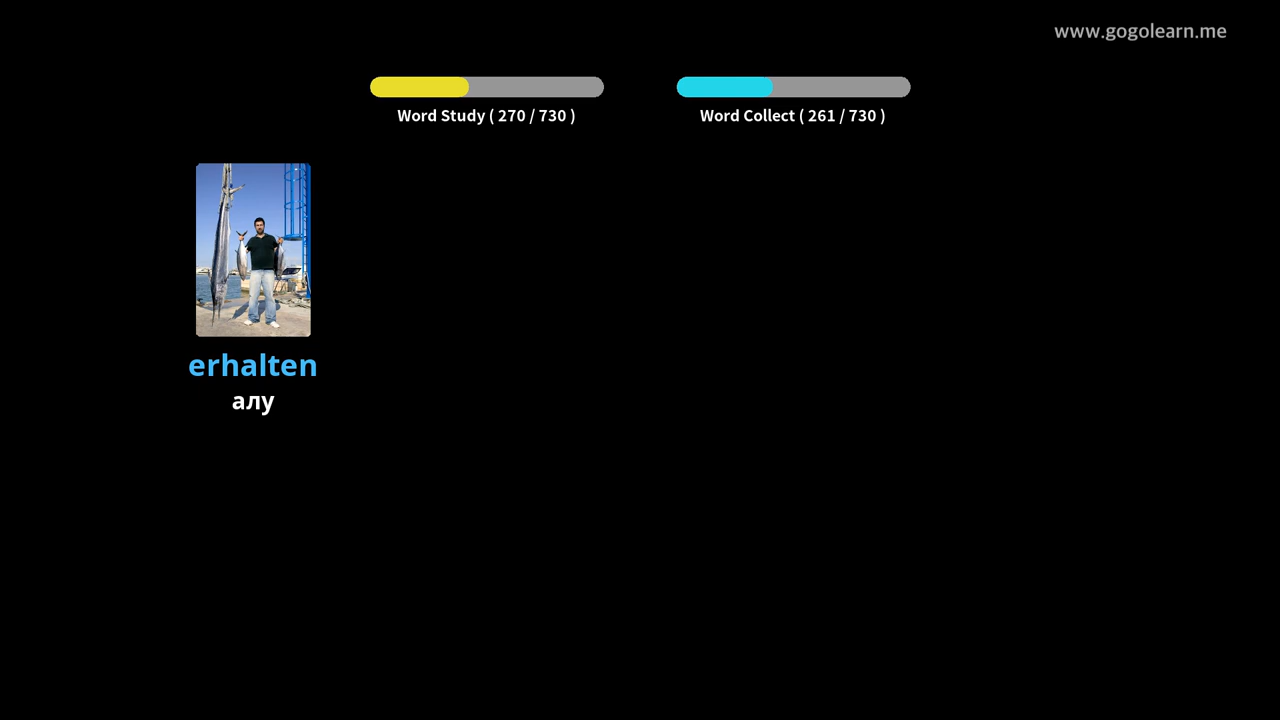 www.gogolearn.me
Word Study ( 270 / 730 )
Word Collect ( 261 / 730 )
erhalten
алу